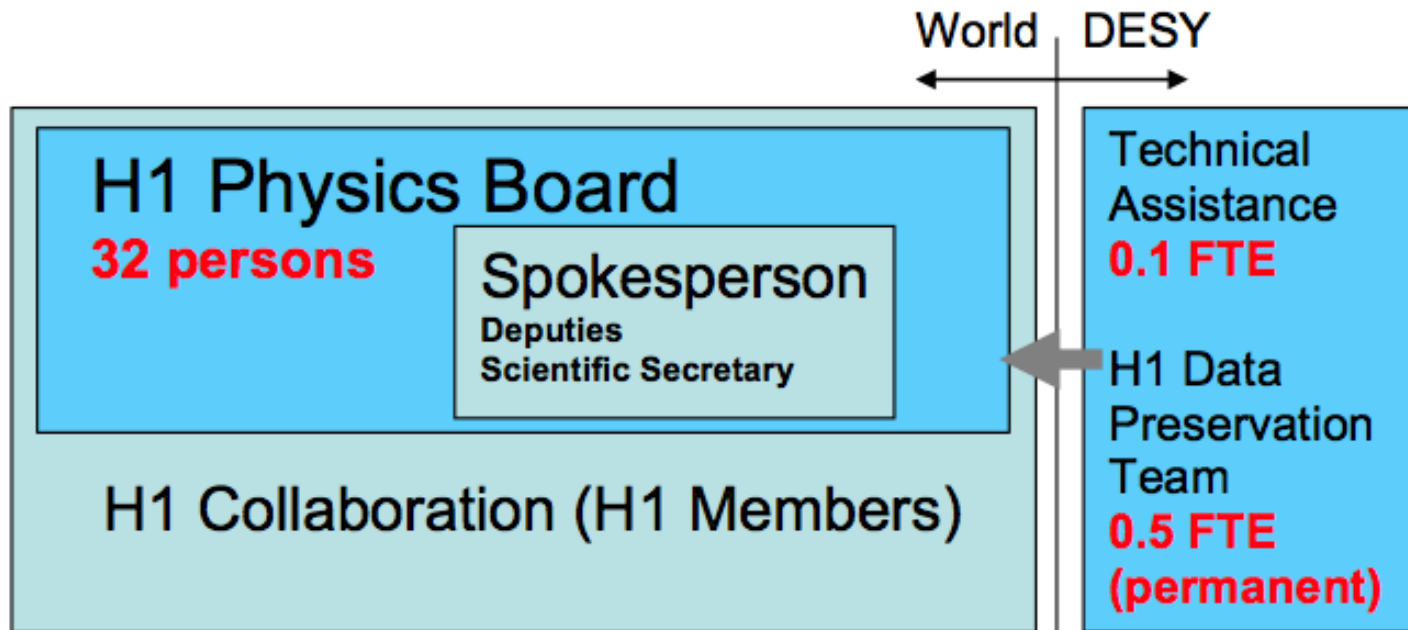 World DESY
H1 Physics Board
32 persons
Spokesperson
Deputies
Scientific Secretary
H1 Collaboration (H1 Members)
Technical
Assistance
0.1 FTE
H1 Data
Preservation
Team
0.5 FTE
(permanent)